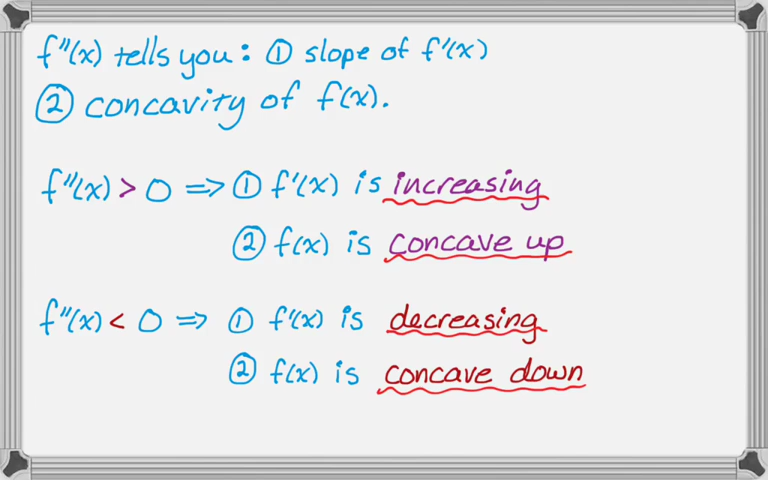 f''(x) tells you: ① slope of f'(x)
② concavity of f(x).
f''(x) > 0 => ① f'(x) is increasing
② f(x) is concave up
f''(x) < 0 => ① f'(x) is decreasing
② f(x) is concave down